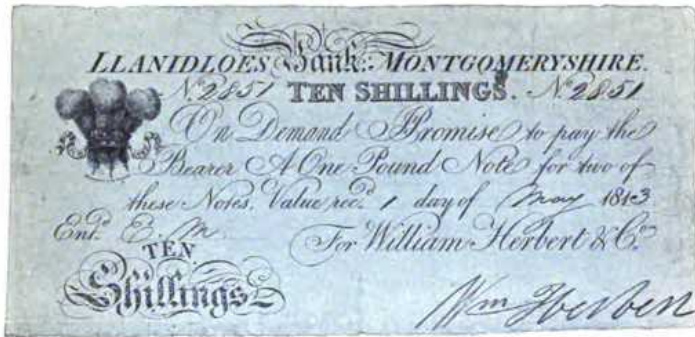 LLANIDLOES Bank. MONTGOMERYSHIRE.
No. 2851 TEN SHILLINGS. No. 2851
On Demand I Promise to pay the
Bearer A One Pound Note for two of
these Notes. Value recd. 1 day of May 1813
Entd. E. M.
For William Herbert & Co.
TEN
Shillings
Wm Herbert